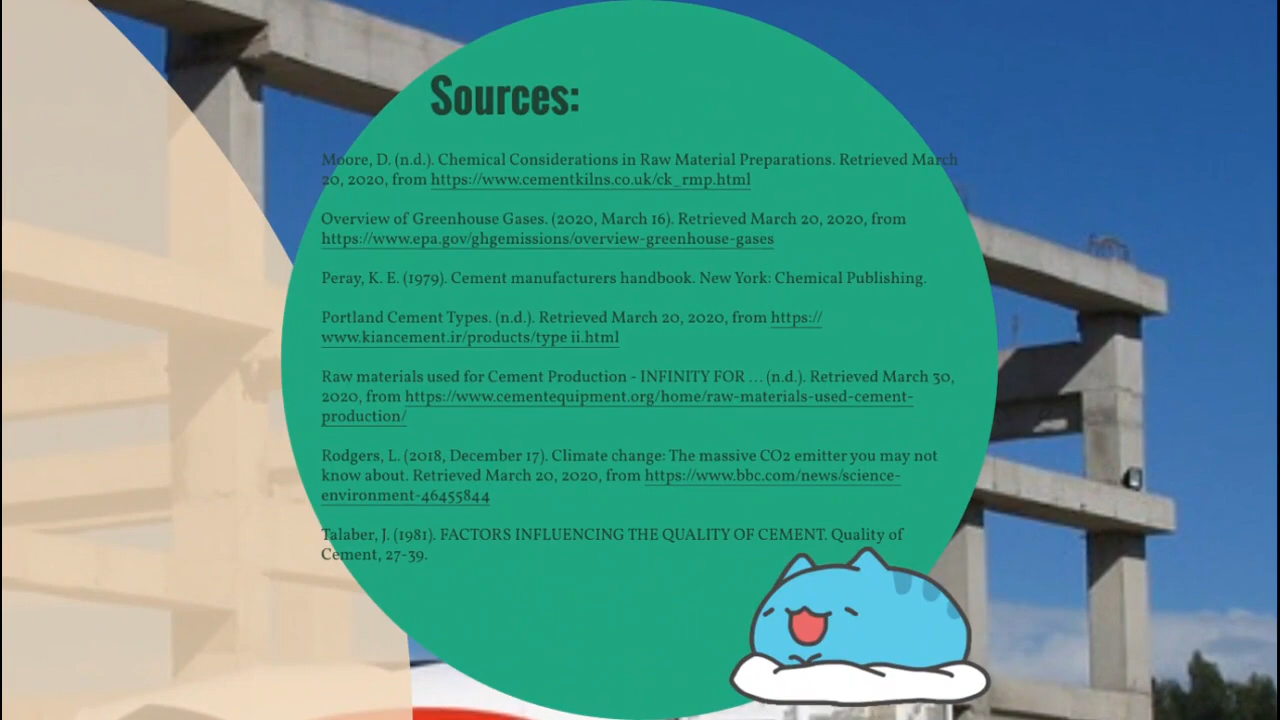 Sources:
Moore, D. (n.d.). Chemical Considerations in Raw Material Preparations. Retrieved March
20, 2020, from https://www.cementkilns.co.uk/ck_rmp.html
Overview of Greenhouse Gases. (2020, March 16). Retrieved March 20, 2020, from
https://www.epa.gov/ghgemissions/overview-greenhouse-gases
Peray, K. E. (1979). Cement manufacturers handbook. New York: Chemical Publishing.
Portland Cement Types. (n.d.). Retrieved March 20, 2020, from https://
www.kiancement.ir/products/type ii.html
Raw materials used for Cement Production - INFINITY FOR ... (n.d.). Retrieved March 30,
2020, from https://www.cementequipment.org/home/raw-materials-used-cement-
production/
Rodgers, L. (2018, December 17). Climate change: The massive CO2 emitter you may not
know about. Retrieved March 20, 2020, from https://www.bbc.com/news/science-
environment-46455844
Talaber, J. (1981). FACTORS INFLUENCING THE QUALITY OF CEMENT. Quality of
Cement, 27-39.